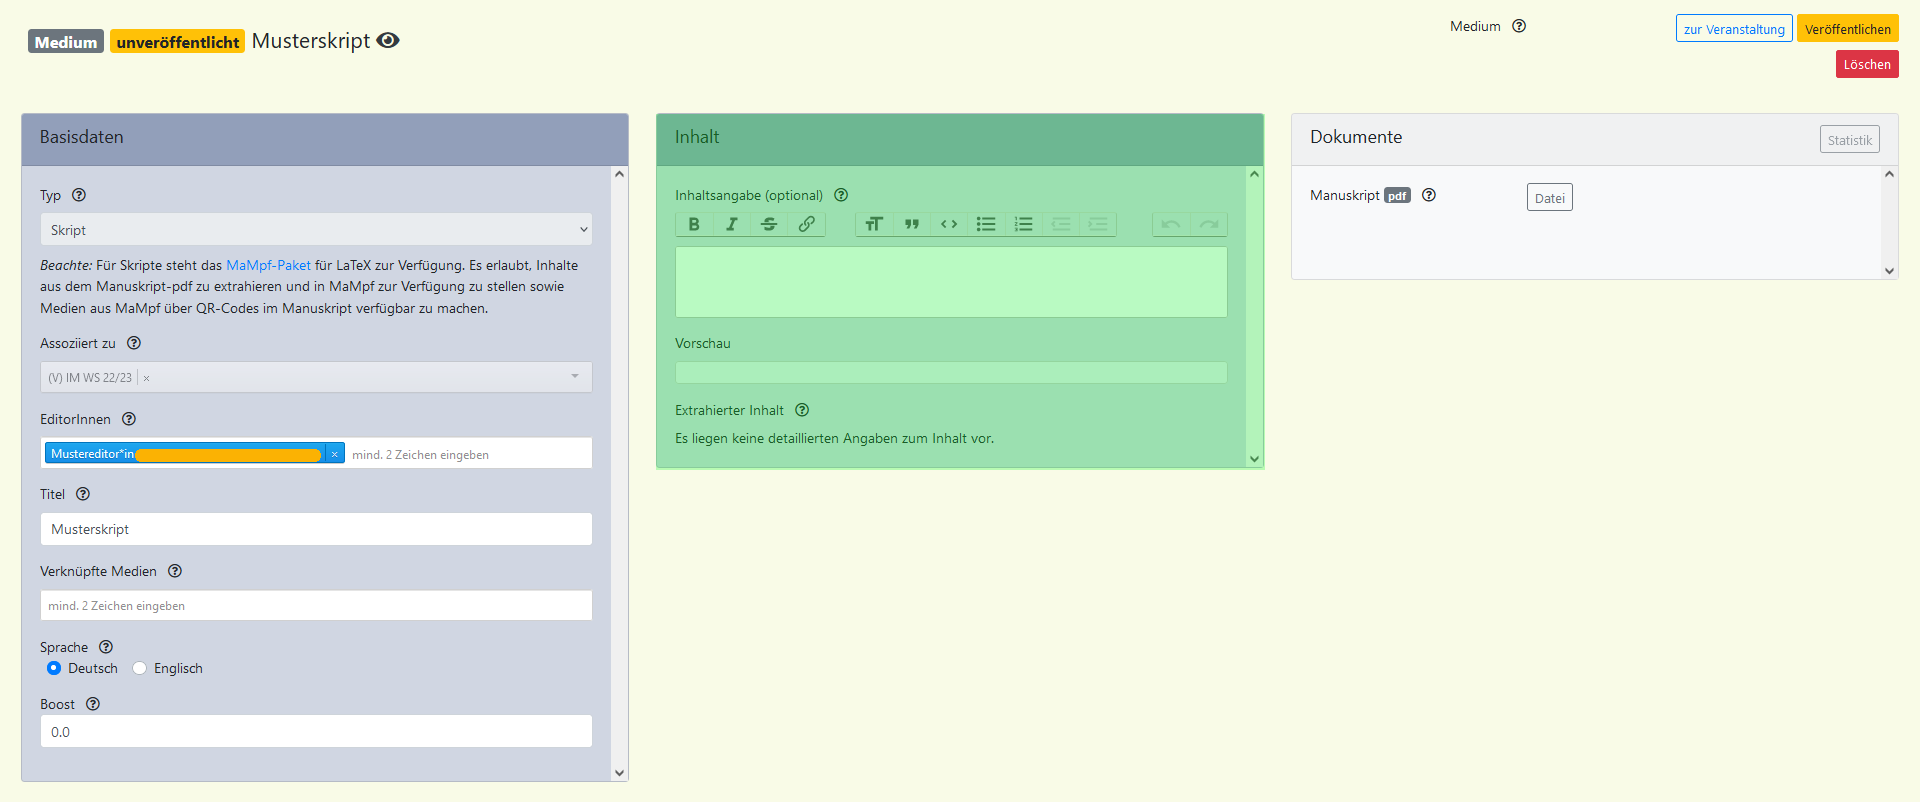 Medium unveröffentlicht Musterskript
Medium
zur Veranstaltung Veröffentlichen
Löschen
Basisdaten
Typ
Skript
Beachte: Für Skripte steht das MaMpf-Paket für LaTeX zur Verfügung. Es erlaubt, Inhalte
aus dem Manuskript-pdf zu extrahieren und in MaMpf zur Verfügung zu stellen sowie
Medien aus MaMpf über QR-Codes im Manuskript verfügbar zu machen.
Assoziiert zu
(V) IM WS 22/23 ×
EditorInnen
Mustereditor*in × mind. 2 Zeichen eingeben
Titel
Musterskript
Verknüpfte Medien
mind. 2 Zeichen eingeben
Sprache
Deutsch Englisch
Boost
0.0
Inhalt
Inhaltsangabe (optional)
Vorschau
Extrahierter Inhalt
Es liegen keine detaillierten Angaben zum Inhalt vor.
Dokumente Statistik
Manuskript pdf Datei